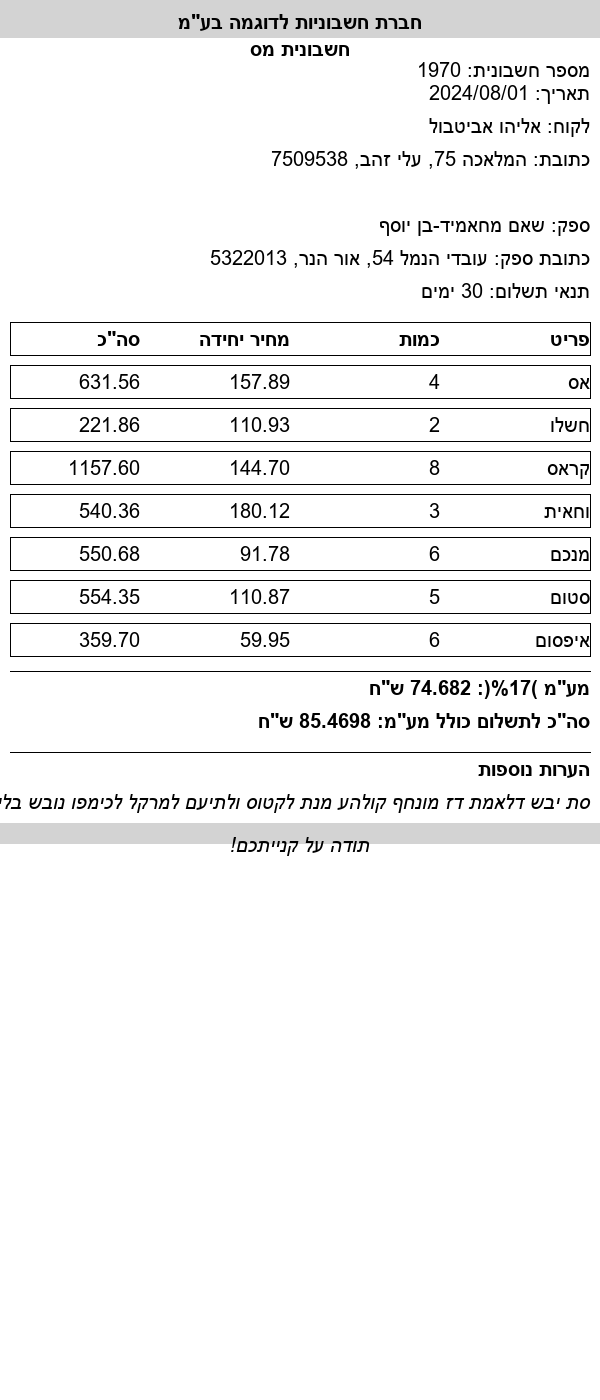 חברת חשבוניות לדוגמה בע"מ
חשבונית מס
מספר חשבונית: 1970
תאריך: 2024/08/01
לקוח: אליהו אביטבול
כתובת: המלאכה 75, עלי זהב, 7509538
ספק: שאם מחאמיד-בן יוסף
כתובת ספק: עובדי הנמל 54, אור הנר, 5322013
תנאי תשלום: 30 ימים
פריט כמות מחיר יחידה סה"כ
אס 4 157.89 631.56
חשלו 2 110.93 221.86
קראס 8 144.70 1157.60
וחאית 3 180.12 540.36
מנכם 6 91.78 550.68
סטום 5 110.87 554.35
איפסום 6 59.95 359.70
מע"מ )17%(: 74.682 ש"ח
סה"כ לתשלום כולל מע"מ: 85.4698 ש"ח
הערות נוספות
סת יבש דלאמת דז מונחף קולהע מנת לקטוס ולתיעם למרקל לכימפו נובש
תודה על קנייתכם!